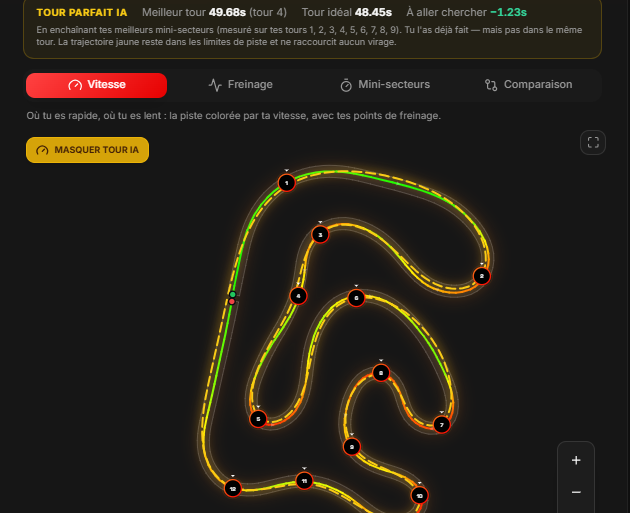 TOUR PARFAIT IA Meilleur tour 49.68s (tour 4) Tour idéal 48.45s À aller chercher −1.23s
En enchaînant tes meilleurs mini-secteurs (mesuré sur tes tours 1, 2, 3, 4, 5, 6, 7, 8, 9). Tu l'as déjà fait — mais pas dans le même
tour. La trajectoire jaune reste dans les limites de piste et ne raccourcit aucun virage.
Vitesse Freinage Mini-secteurs Comparaison
Où tu es rapide, où tu es lent : la piste colorée par ta vitesse, avec tes points de freinage.
MASQUER TOUR IA
1
3
2
4
6
8
5
7
9
11
12
10
+
−